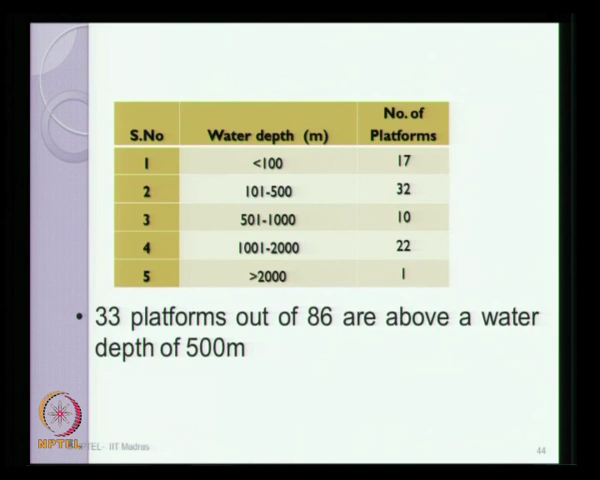 S.No Water depth (m) No. of Platforms
1 <100 17
2 101-500 32
3 501-1000 10
4 1001-2000 22
5 >2000 1
• 33 platforms out of 86 are above a water
depth of 500m
NPTEL
NPTEL- IIT Madras
44